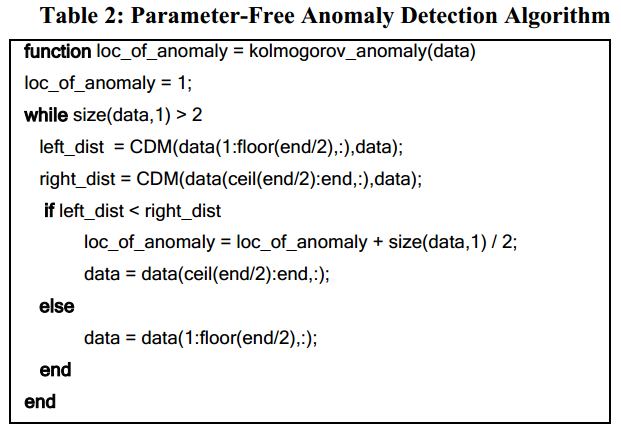 Table 2: Parameter-Free Anomaly Detection Algorithm
function loc_of_anomaly = kolmogorov_anomaly(data)
loc_of_anomaly = 1;
while size(data,1) > 2
left_dist = CDM(data(1:floor(end/2),:),data);
right_dist = CDM(data(ceil(end/2):end,:),data);
if left_dist < right_dist
loc_of_anomaly = loc_of_anomaly + size(data,1) / 2;
data = data(ceil(end/2):end,:);
else
data = data(1:floor(end/2),:);
end
end